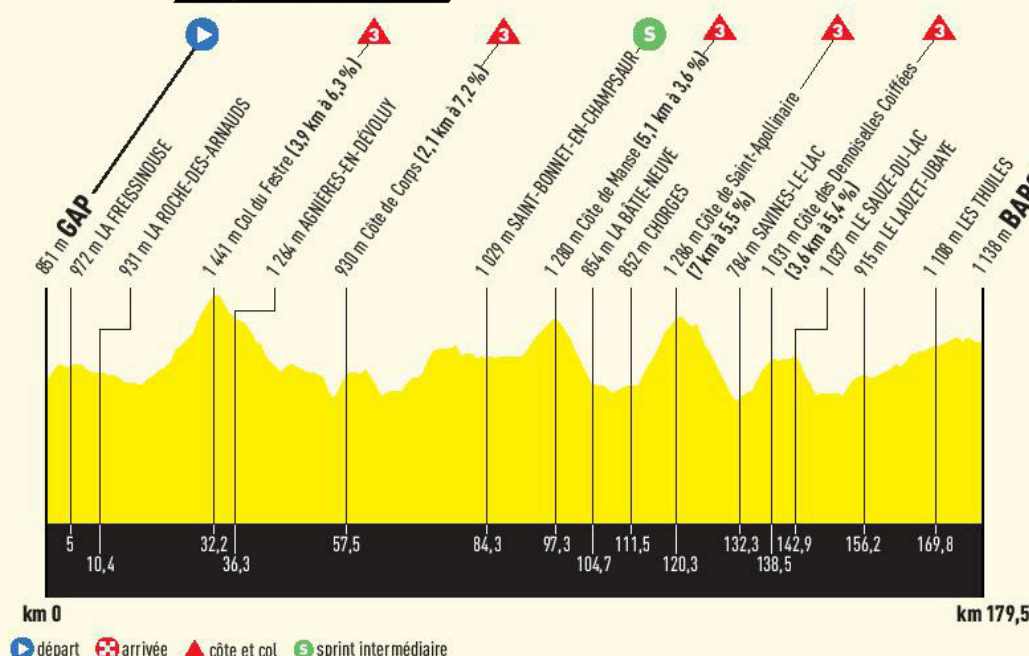 3 3 S 3 3 3
851 m GAP
972 m LA FREISSINOUSE
931 m LA ROCHE-DES-ARNAUDS
1 441 m Col du Festre (3,9 km à 6,3 %)
1 264 m AGNIÈRES-EN-DÉVOLUY
930 m Côte de Corps (2,1 km à 7,2 %)
1 029 m SAINT-BONNET-EN-CHAMPSAUR
1 280 m Côte de Manse (5,1 km à 3,6 %)
854 m LA BÂTIE-NEUVE
852 m CHORGES
1 286 m Côte de Saint-Apollinaire
(7 km à 5,5 %)
784 m SAVINES-LE-LAC
1 031 m Côte des Demoiselles Coiffées
(3,6 km à 5,4 %)
1 037 m LE SAUZE-DU-LAC
915 m LE LAUZET-UBAYE
1 108 m LES THUILES
1 138 m BARC
5 32,2 57,5 84,3 97,3 111,5 132,3 142,9 156,2 169,8
10,4 36,3 104,7 120,3 138,5
km 0 km 179,5
départ arrivée côte et col S sprint intermédiaire